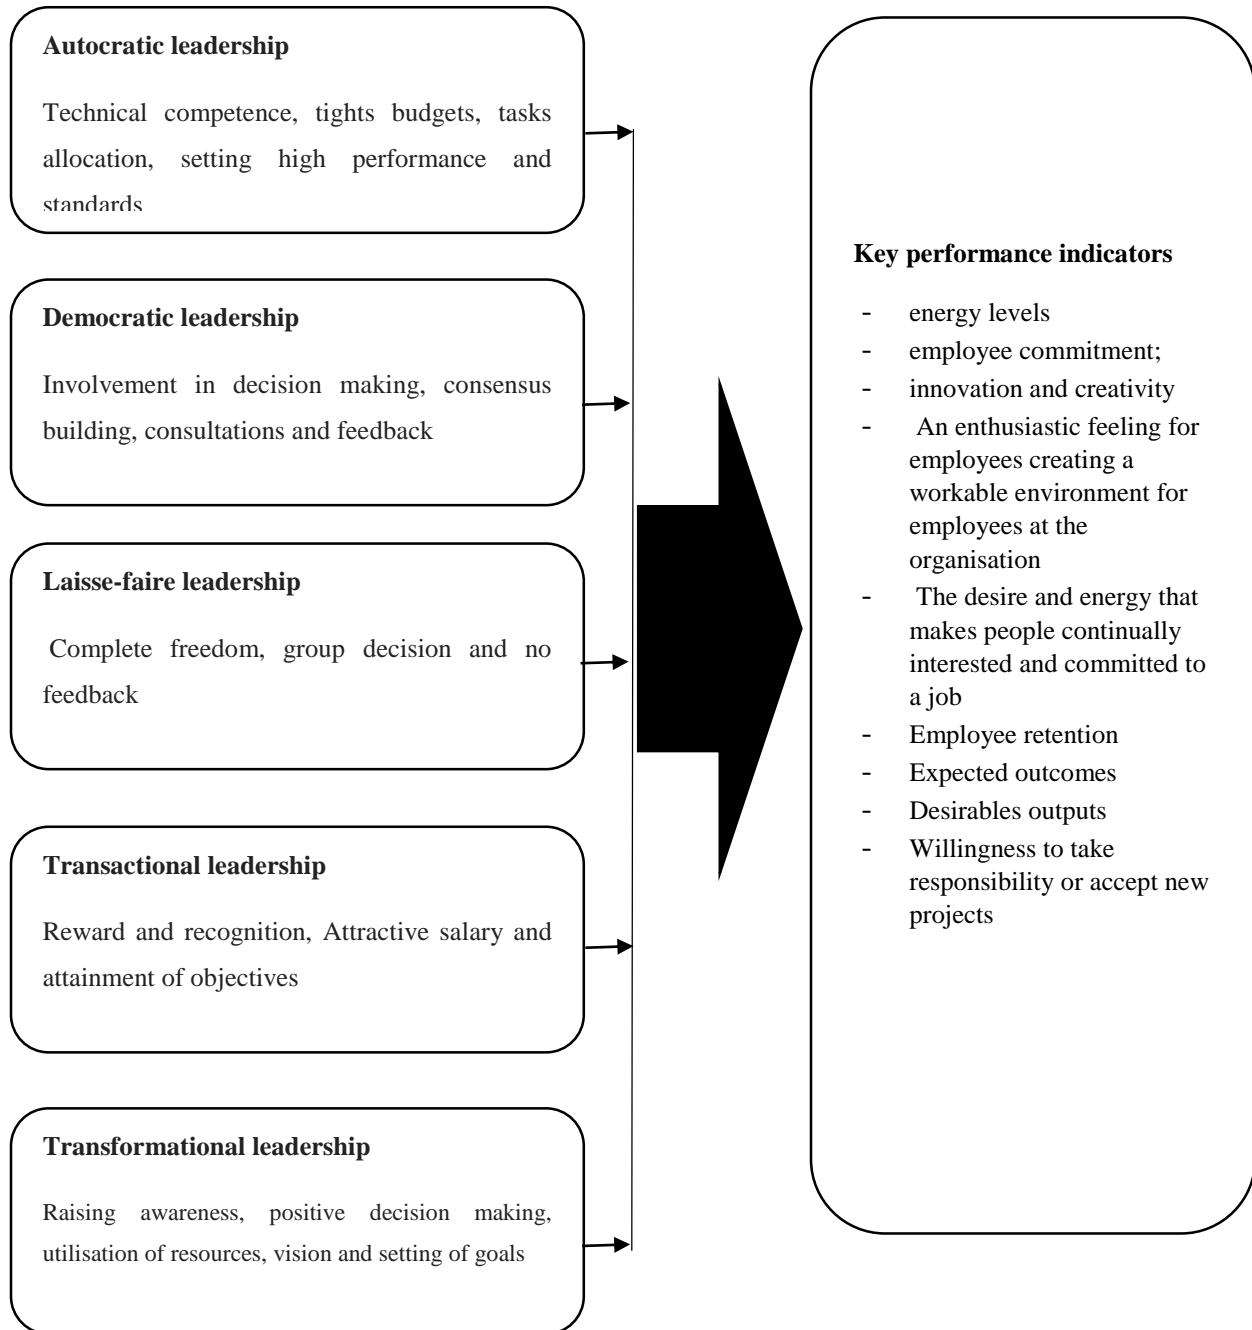 Autocratic leadership
Technical competence, tights budgets, tasks
allocation, setting high performance and
standards
Democratic leadership
Involvement in decision making, consensus
building, consultations and feedback
Laisse-faire leadership
Complete freedom, group decision and no
feedback
Transactional leadership
Reward and recognition, Attractive salary and
attainment of objectives
Transformational leadership
Raising awareness, positive decision making,
utilisation of resources, vision and setting of goals
Key performance indicators
- energy levels
- employee commitment;
- innovation and creativity
- An enthusiastic feeling for
employees creating a
workable environment for
employees at the
organisation
- The desire and energy that
makes people continually
interested and committed to
a job
- Employee retention
- Expected outcomes
- Desirables outputs
- Willingness to take
responsibility or accept new
projects